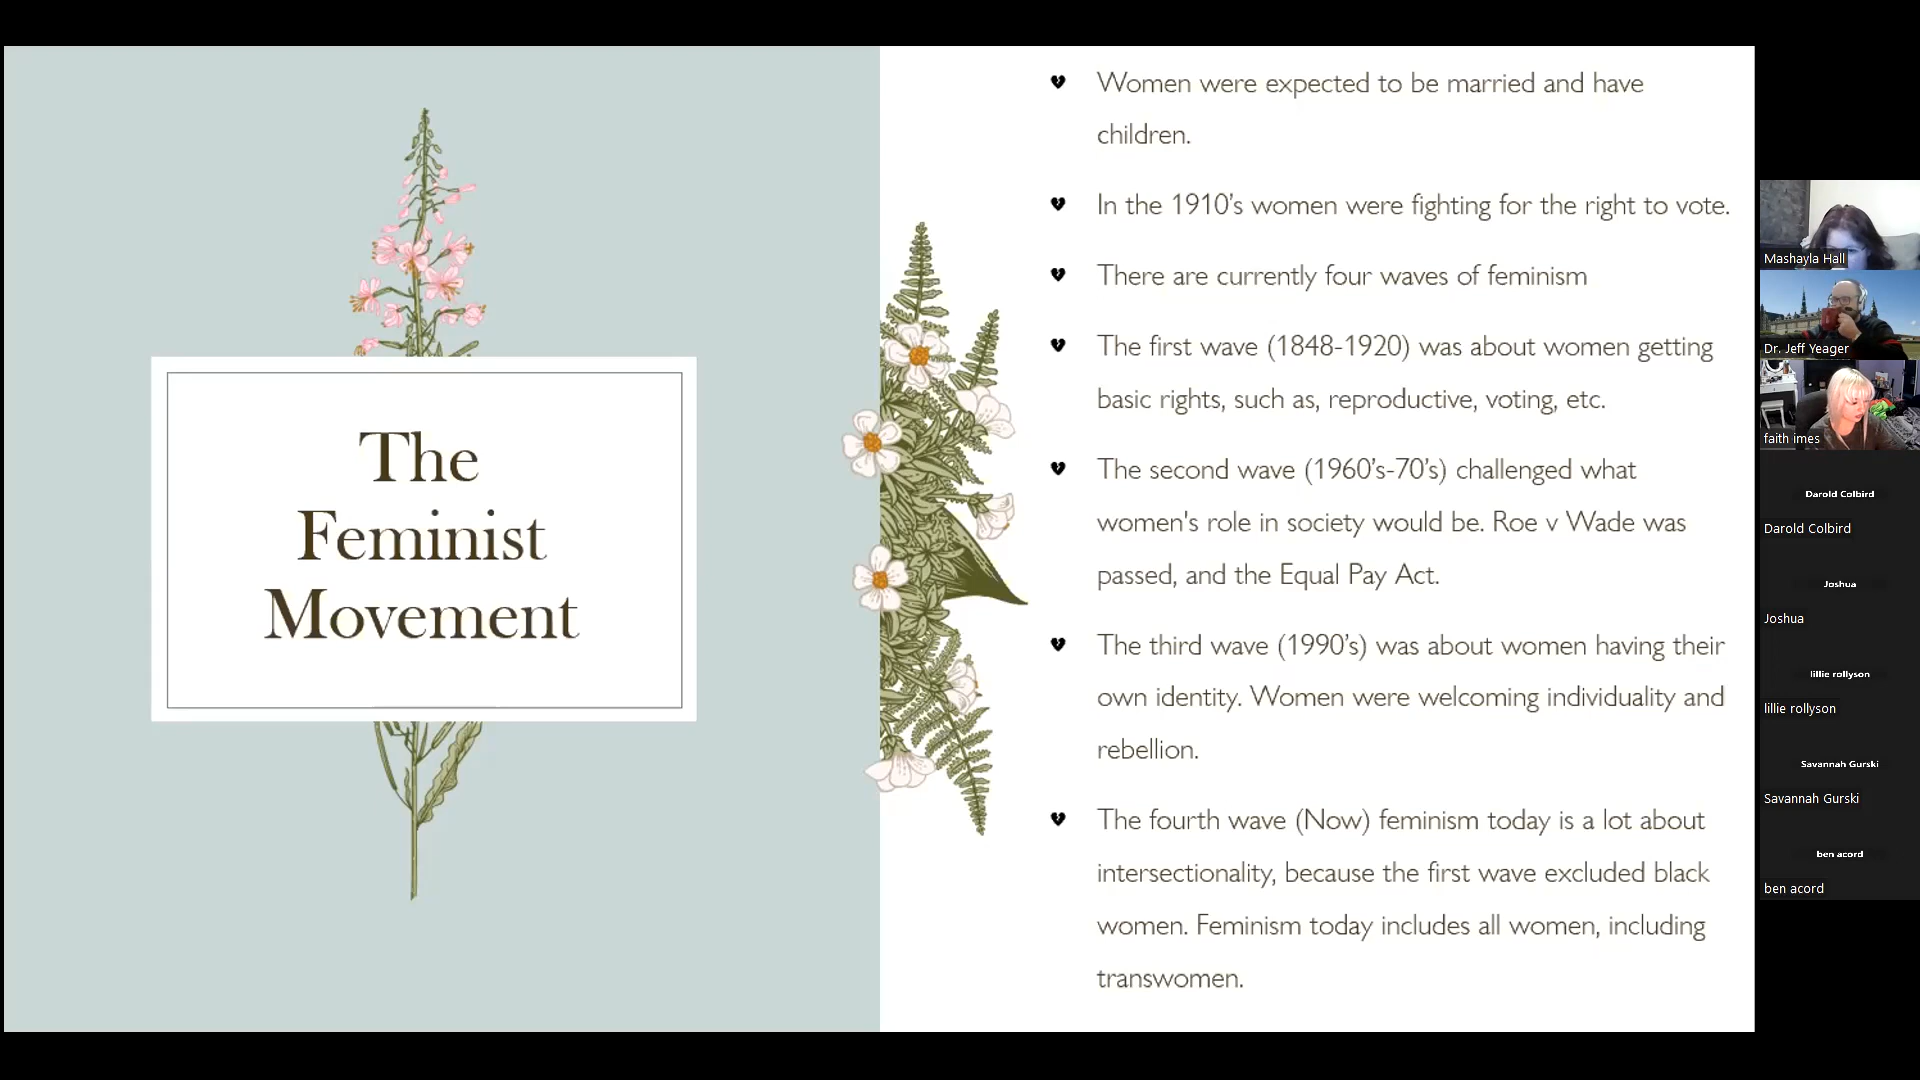 The
Feminist
Movement
Women were expected to be married and have
children.
In the 1910’s women were fighting for the right to vote.
There are currently four waves of feminism
The first wave (1848-1920) was about women getting
basic rights, such as, reproductive, voting, etc.
The second wave (1960’s-70’s) challenged what
women's role in society would be. Roe v Wade was
passed, and the Equal Pay Act.
The third wave (1990’s) was about women having their
own identity. Women were welcoming individuality and
rebellion.
The fourth wave (Now) feminism today is a lot about
intersectionality, because the first wave excluded black
women. Feminism today includes all women, including
transwomen.
Mashayla Hall
Dr. Jeff Yeager
faith imes
Darold Colbird
Darold Colbird
Joshua
Joshua
lillie rollyson
lillie rollyson
Savannah Gurski
Savannah Gurski
ben acord
ben acord